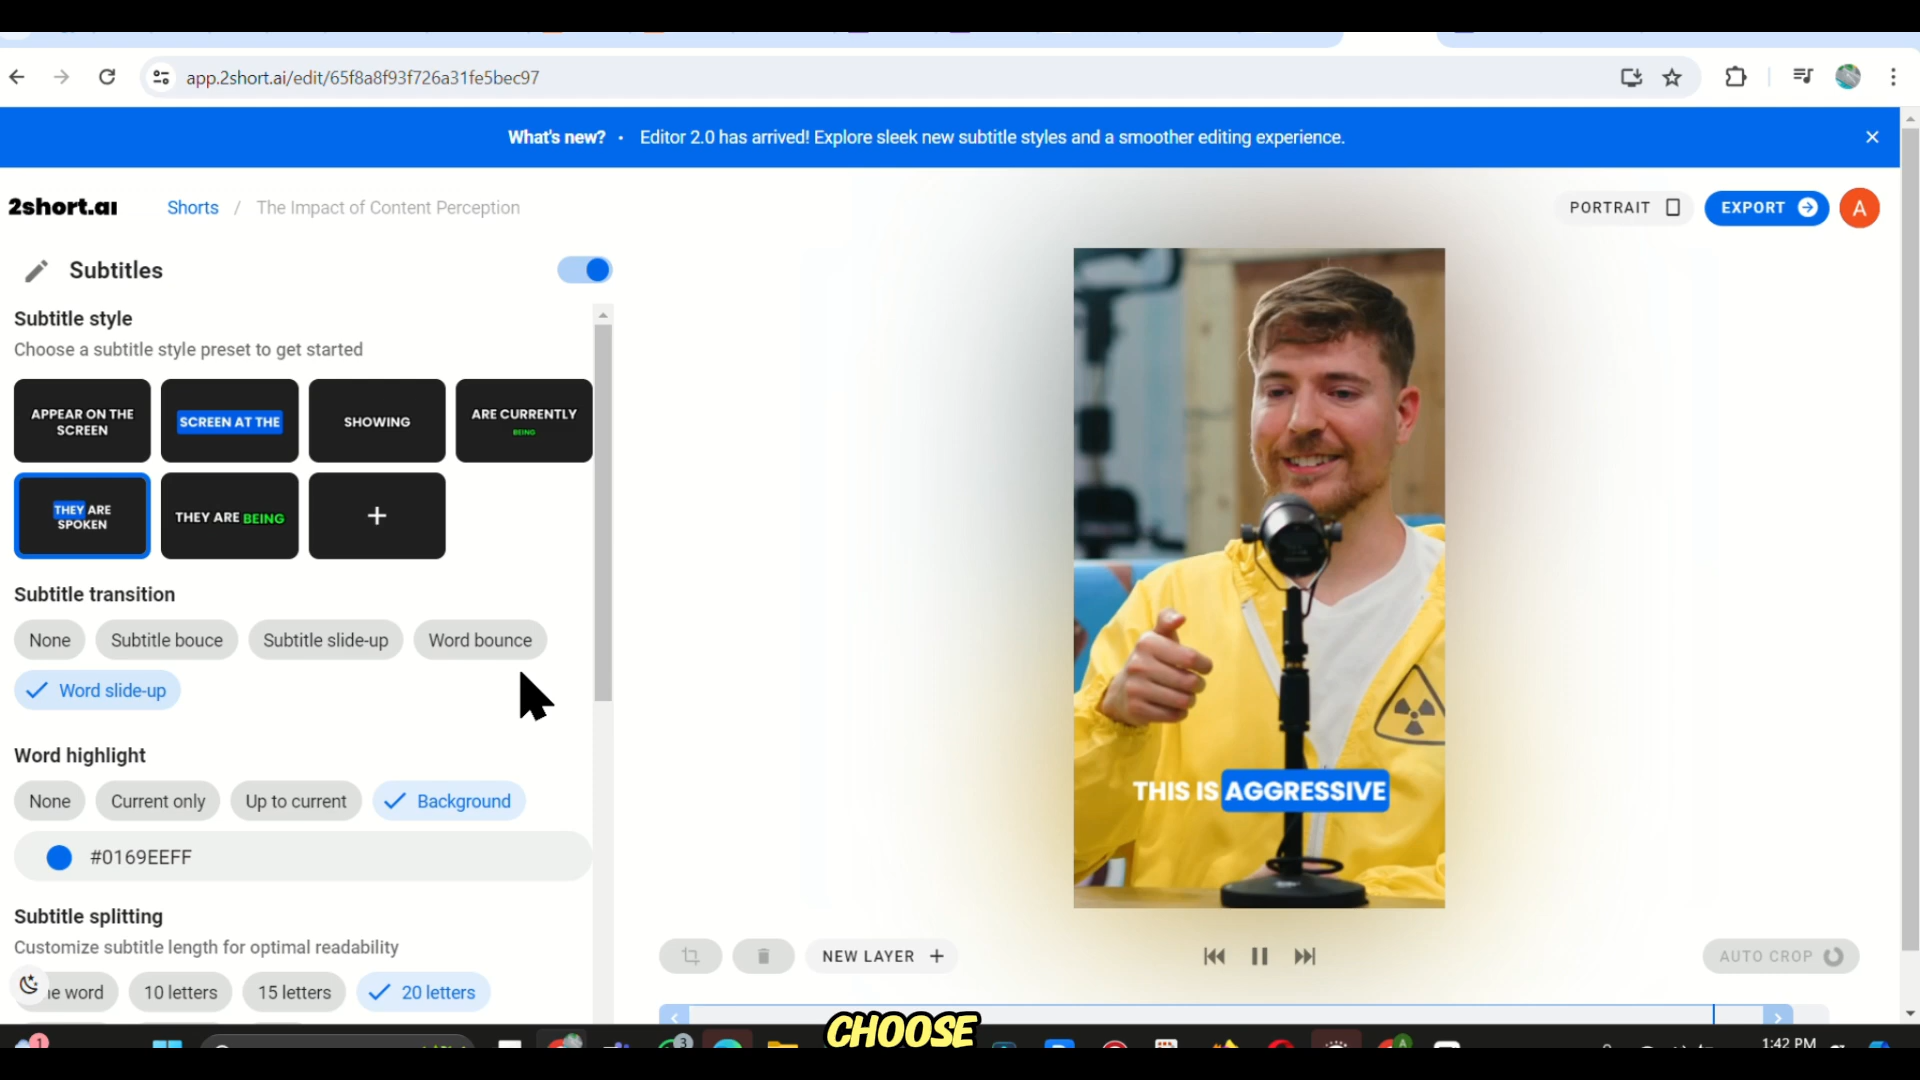 app.2short.ai/edit/65f8a8f93f726a31fe5bec97
What's new? · Editor 2.0 has arrived! Explore sleek new subtitle styles and a smoother editing experience.
2short.ai
Shorts / The Impact of Content Perception
PORTRAIT
EXPORT
A
Subtitles
Subtitle style
Choose a subtitle style preset to get started
APPEAR ON THE
SCREEN
SCREEN AT THE
SHOWING
ARE CURRENTLY
BEING
THEY ARE
SPOKEN
THEY ARE BEING
+
Subtitle transition
None
Subtitle bouce
Subtitle slide-up
Word bounce
Word slide-up
Word highlight
None
Current only
Up to current
Background
#0169EEFF
Subtitle splitting
Customize subtitle length for optimal readability
word
10 letters
15 letters
20 letters
THIS IS AGGRESSIVE
NEW LAYER +
AUTO CROP
CHOOSE
1
3
A
1:42 PM